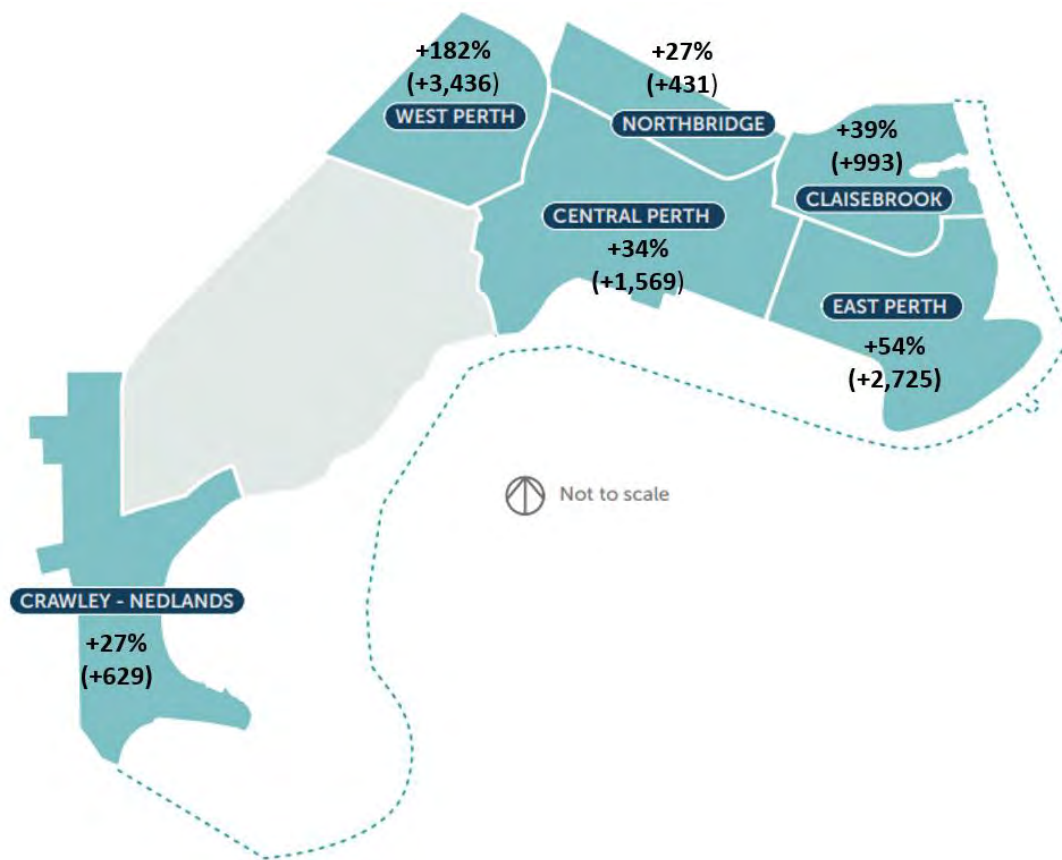 +182%
(+3,436)
WEST PERTH
+27%
(+431)
NORTHBRIDGE
+39%
(+993)
CLAISEBROOK
CENTRAL PERTH
+34%
(+1,569)
EAST PERTH
+54%
(+2,725)
Not to scale
CRAWLEY - NEDLANDS
+27%
(+629)